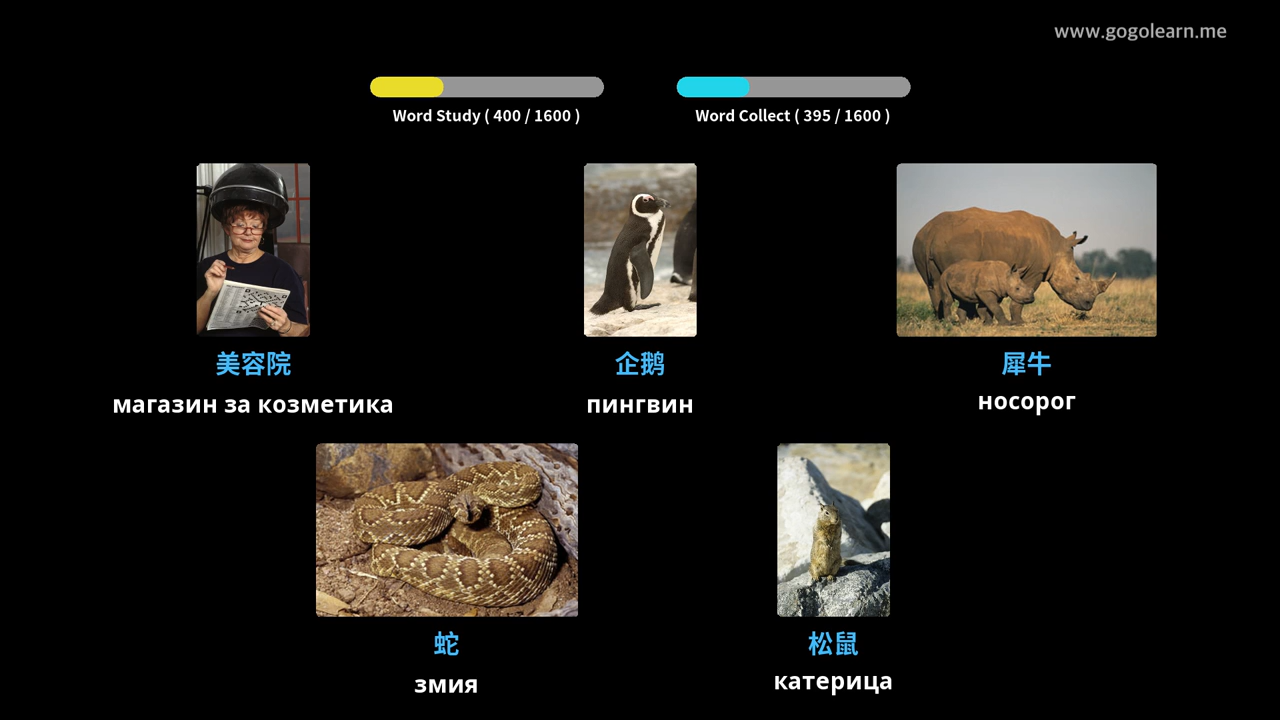 www.gogolearn.me
Word Study ( 400 / 1600 )
Word Collect ( 395 / 1600 )
美容院
企鹅
犀牛
магазин за козметика
пингвин
носорог
蛇
松鼠
змия
катерица